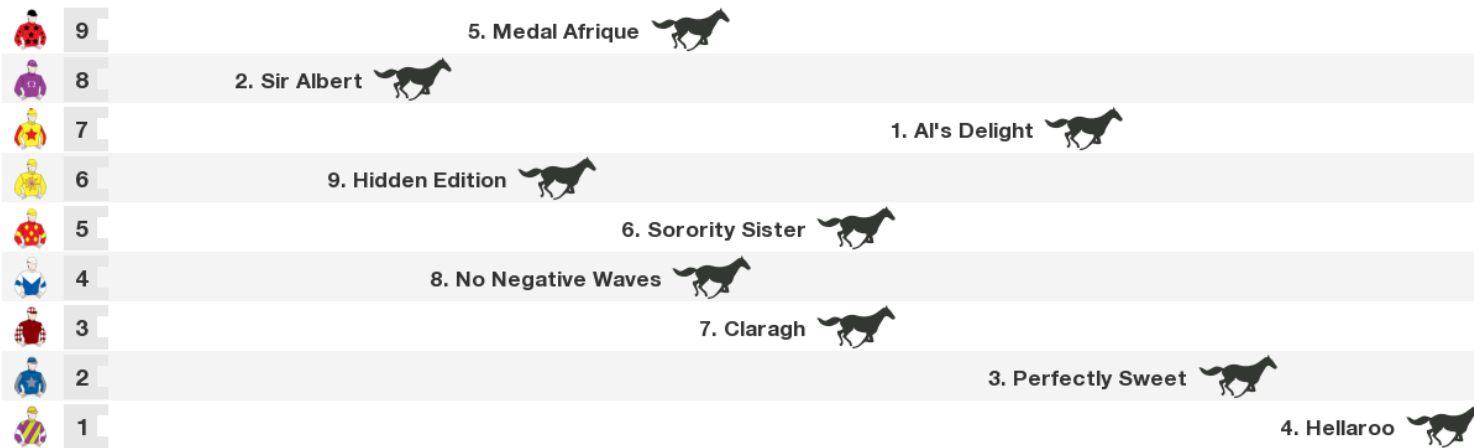 9 5. Medal Afrique
8 2. Sir Albert
7 1. Al's Delight
6 9. Hidden Edition
5 6. Sorority Sister
4 8. No Negative Waves
3 7. Claragh
2 3. Perfectly Sweet
1 4. Hellaroo